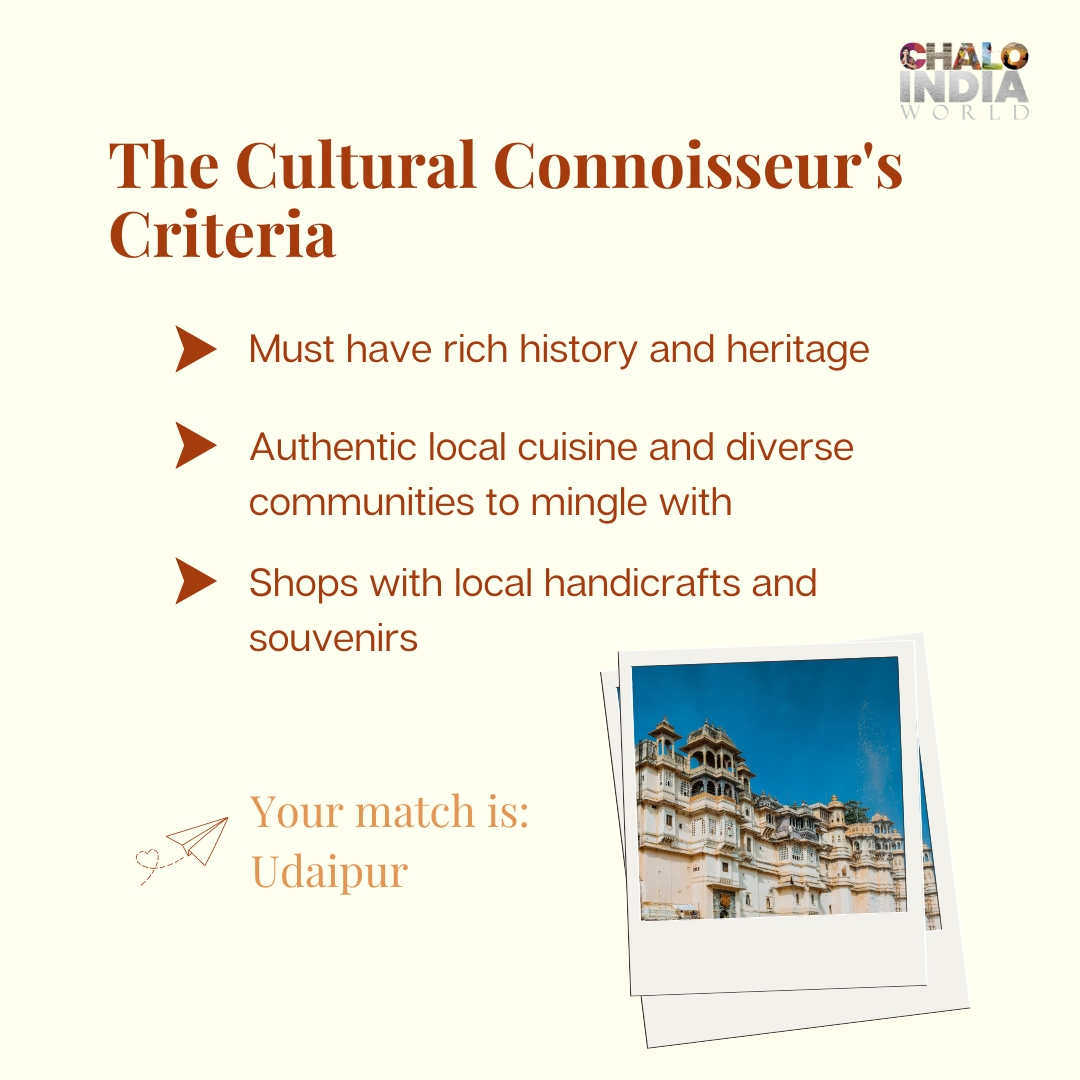 CHALO
INDIA
WORLD
The Cultural Connoisseur's
Criteria
Must have rich history and heritage
Authentic local cuisine and diverse
communities to mingle with
Shops with local handicrafts and
souvenirs
Your match is:
Udaipur